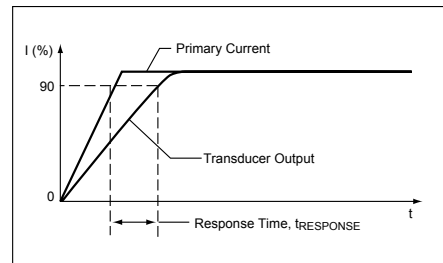 I (%)
Primary Current
90
Transducer Output
0
t
Response Time, tRESPONSE